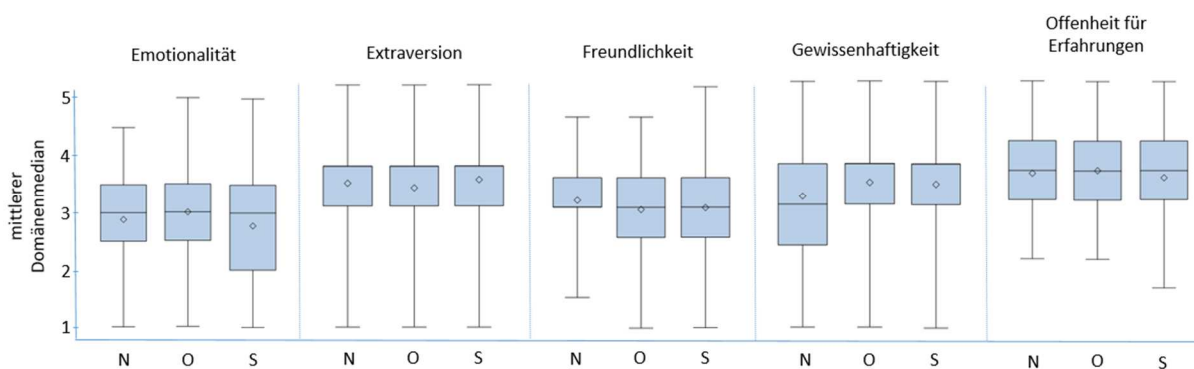 Offenheit für
Erfahrungen
Emotionalität
Extraversion
Freundlichkeit
Gewissenhaftigkeit
mittlerer
Domänenmedian
5
4
3
2
1
N O S N O S N O S N O S N O S